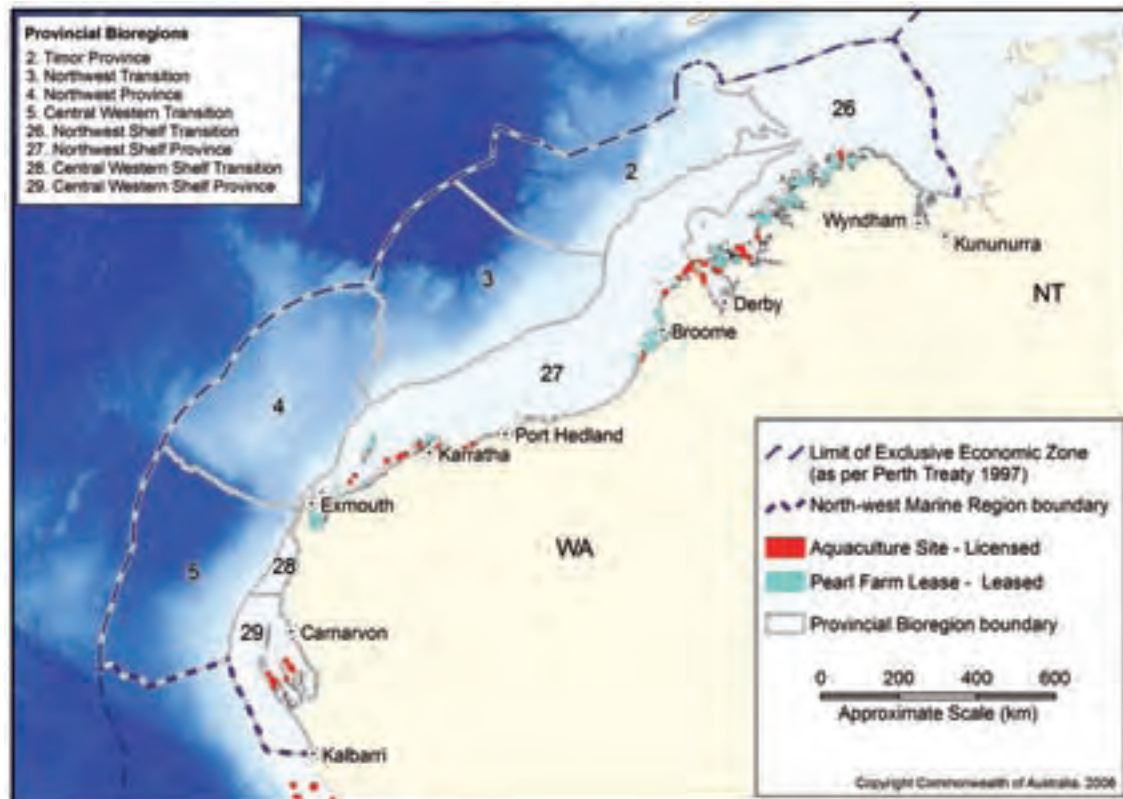 Provincial Bioregions
2. Timor Province
3. Northwest Transition
4. Northwest Province
5. Central Western Transition
26. Northwest Shelf Transition
27. Northwest Shelf Province
28. Central Western Shelf Transition
29. Central Western Shelf Province
26
2
Wyndham
Kununurra
3
NT
Derby
Broome
27
4
Port Hedland
Karratha
Exmouth
WA
5
28
29
Carnarvon
Kalbarri
Limit of Exclusive Economic Zone
(as per Perth Treaty 1997)
North-west Marine Region boundary
Aquaculture Site - Licensed
Pearl Farm Lease - Leased
Provincial Bioregion boundary
0 200 400 600
Approximate Scale (km)
Copyright Commonwealth of Australia, 2006